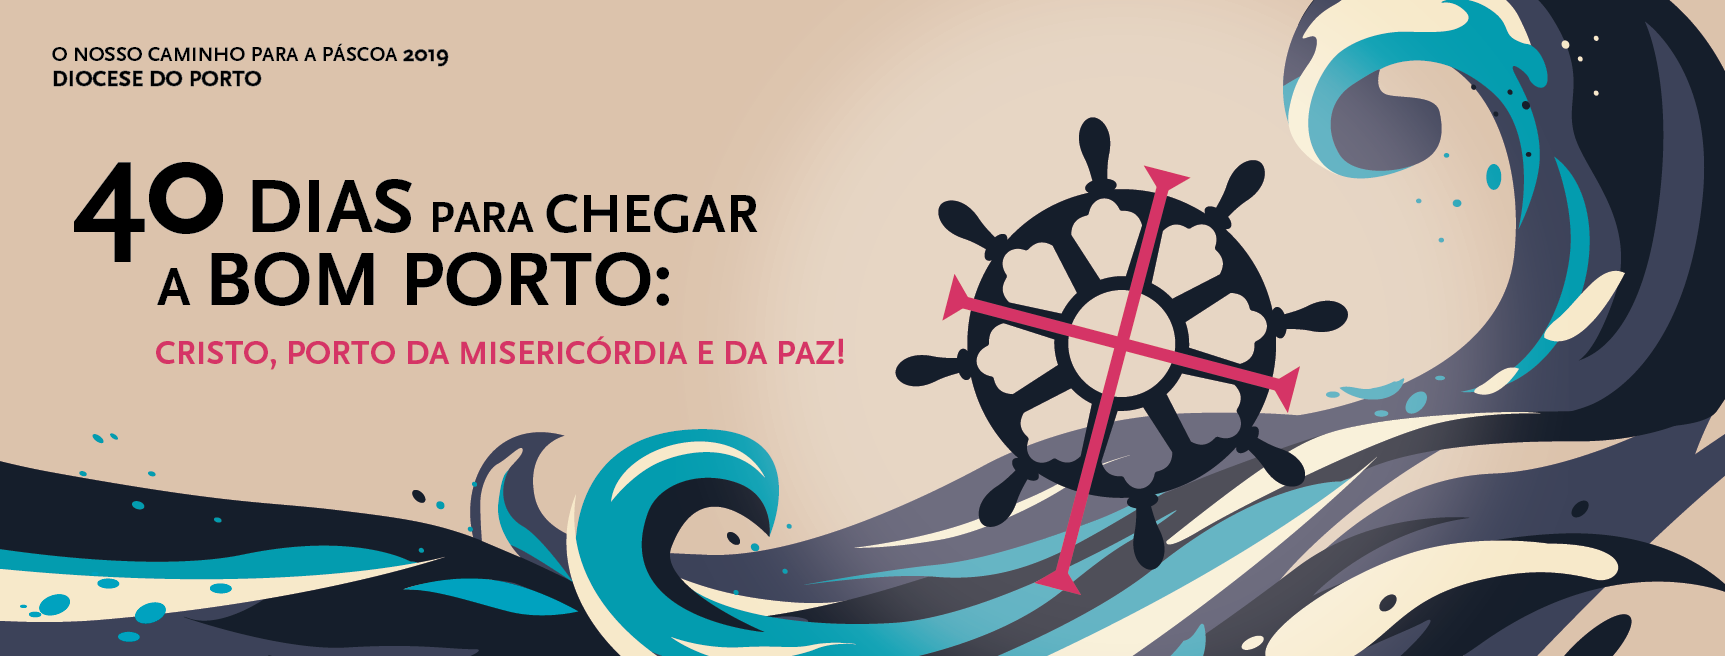 O NOSSO CAMINHO PARA A PÁSCOA 2019
DIOCESE DO PORTO
40 DIAS PARA CHEGAR
A BOM PORTO:
CRISTO, PORTO DA MISERICÓRDIA E DA PAZ!